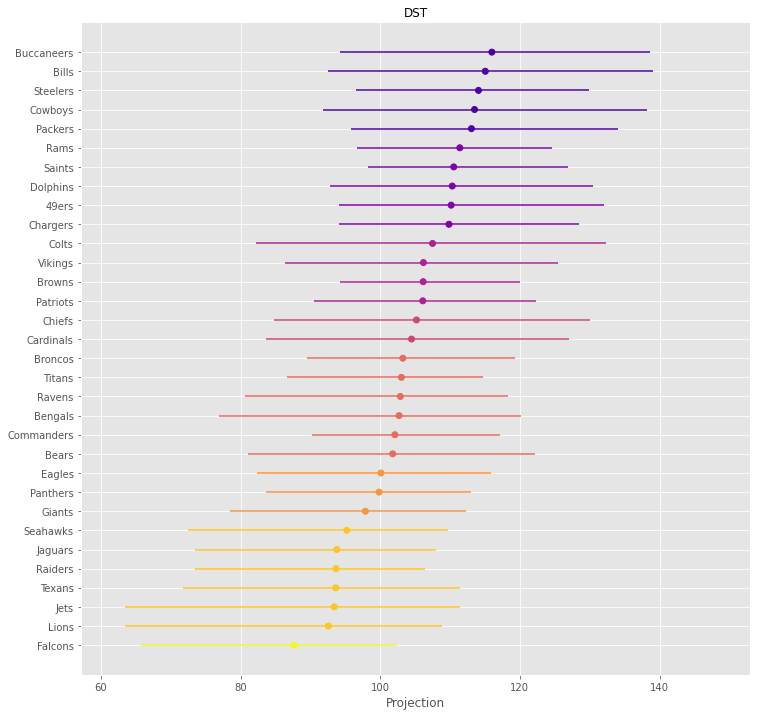 DST
Buccaneers
Bills
Steelers
Cowboys
Packers
Rams
Saints
Dolphins
49ers
Chargers
Colts
Vikings
Browns
Patriots
Chiefs
Cardinals
Broncos
Titans
Ravens
Bengals
Commanders
Bears
Eagles
Panthers
Giants
Seahawks
Jaguars
Raiders
Texans
Jets
Lions
Falcons
60 80 100 120 140
Projection